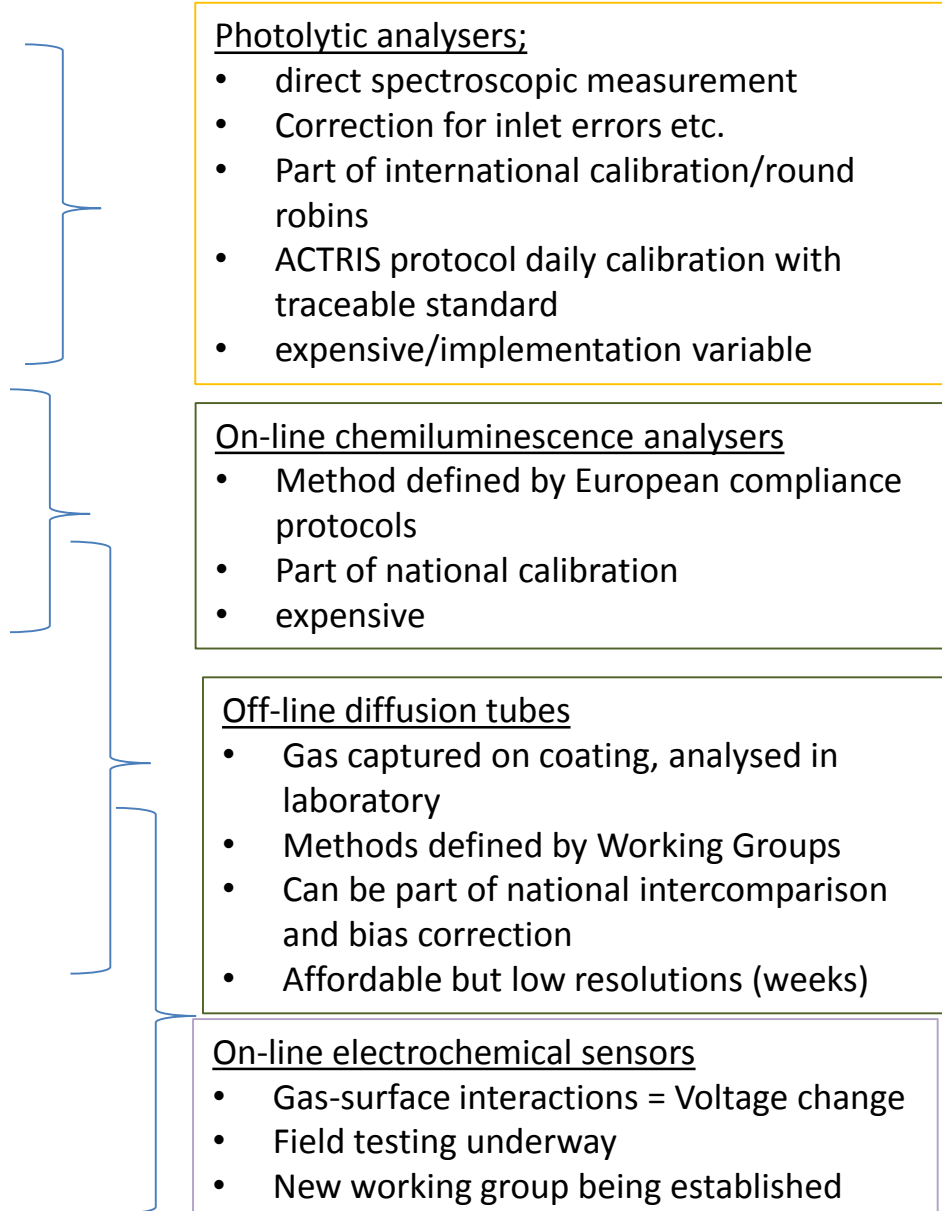 Photolytic analysers;
• direct spectroscopic measurement
• Correction for inlet errors etc.
• Part of international calibration/round
robins
• ACTRIS protocol daily calibration with
traceable standard
• expensive/implementation variable
On-line chemiluminescence analysers
• Method defined by European compliance
protocols
• Part of national calibration
• expensive
Off-line diffusion tubes
• Gas captured on coating, analysed in
laboratory
• Methods defined by Working Groups
• Can be part of national intercomparison
and bias correction
• Affordable but low resolutions (weeks)
On-line electrochemical sensors
• Gas-surface interactions = Voltage change
• Field testing underway
• New working group being established